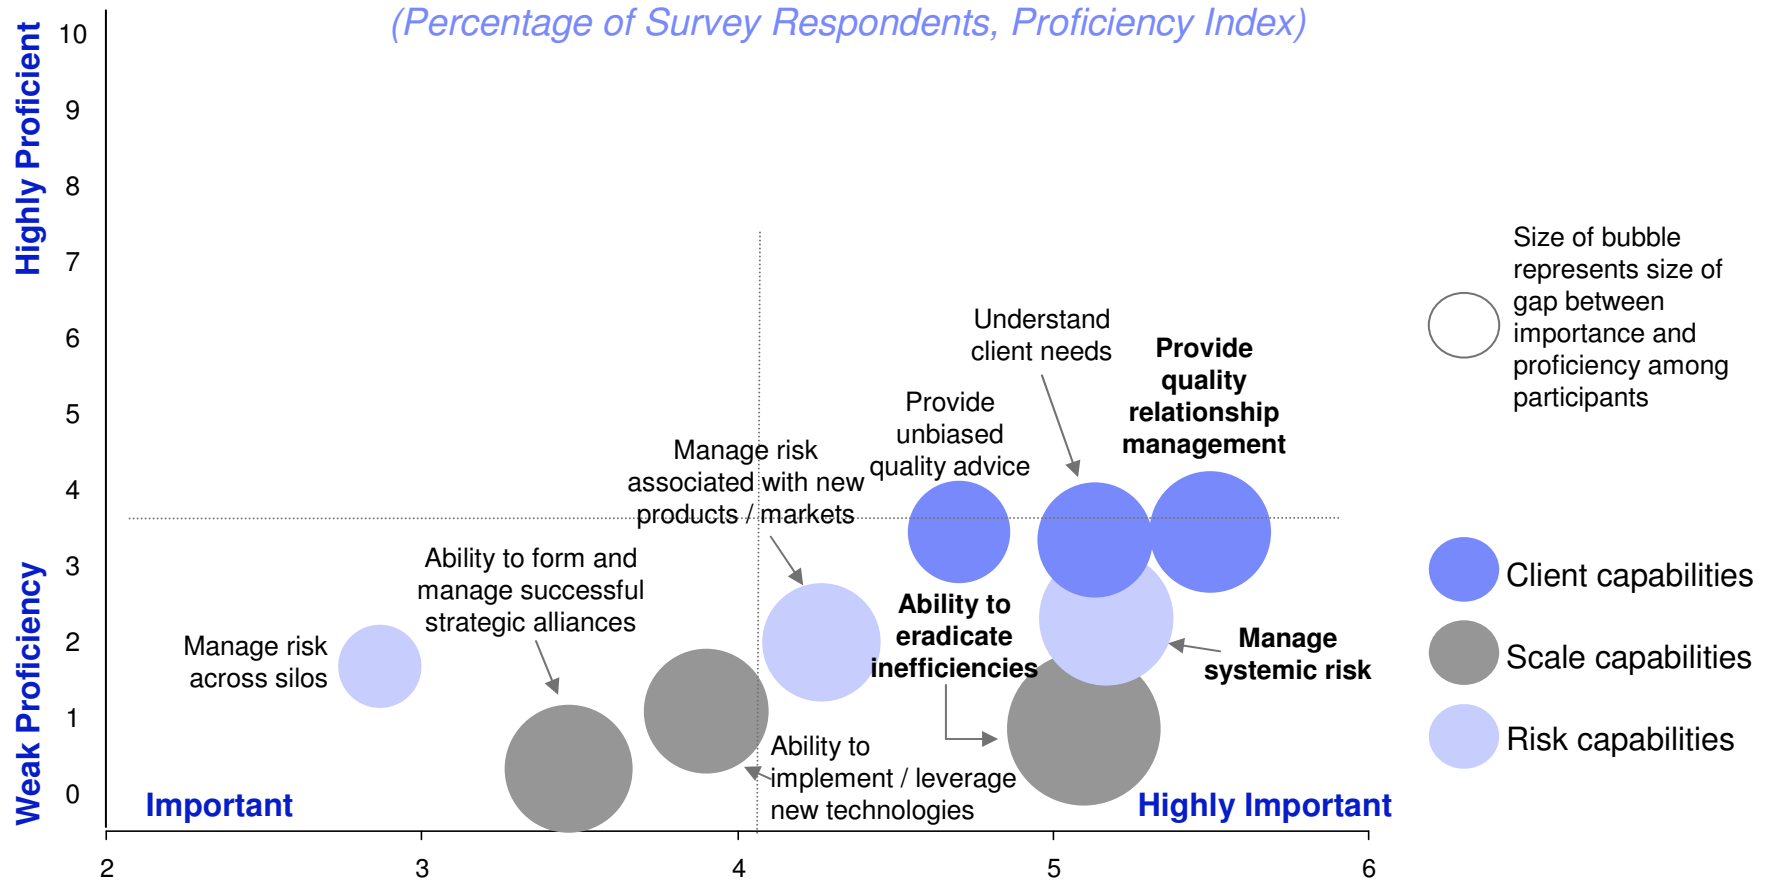 (Percentage of Survey Respondents, Proficiency Index)
Highly Proficient
Weak Proficiency
10
9
8
7
6
5
4
3
2
1
0
Understand
client needs
Provide
quality
relationship
management
Provide
unbiased
quality advice
Manage risk
associated with new
products / markets
Ability to form and
manage successful
strategic alliances
Manage risk
across silos
Ability to
eradicate
inefficiencies
Manage
systemic risk
Ability to
implement / leverage
new technologies
Important
Highly Important
2
3
4
5
6
Size of bubble
represents size of
gap between
importance and
proficiency among
participants
Client capabilities
Scale capabilities
Risk capabilities